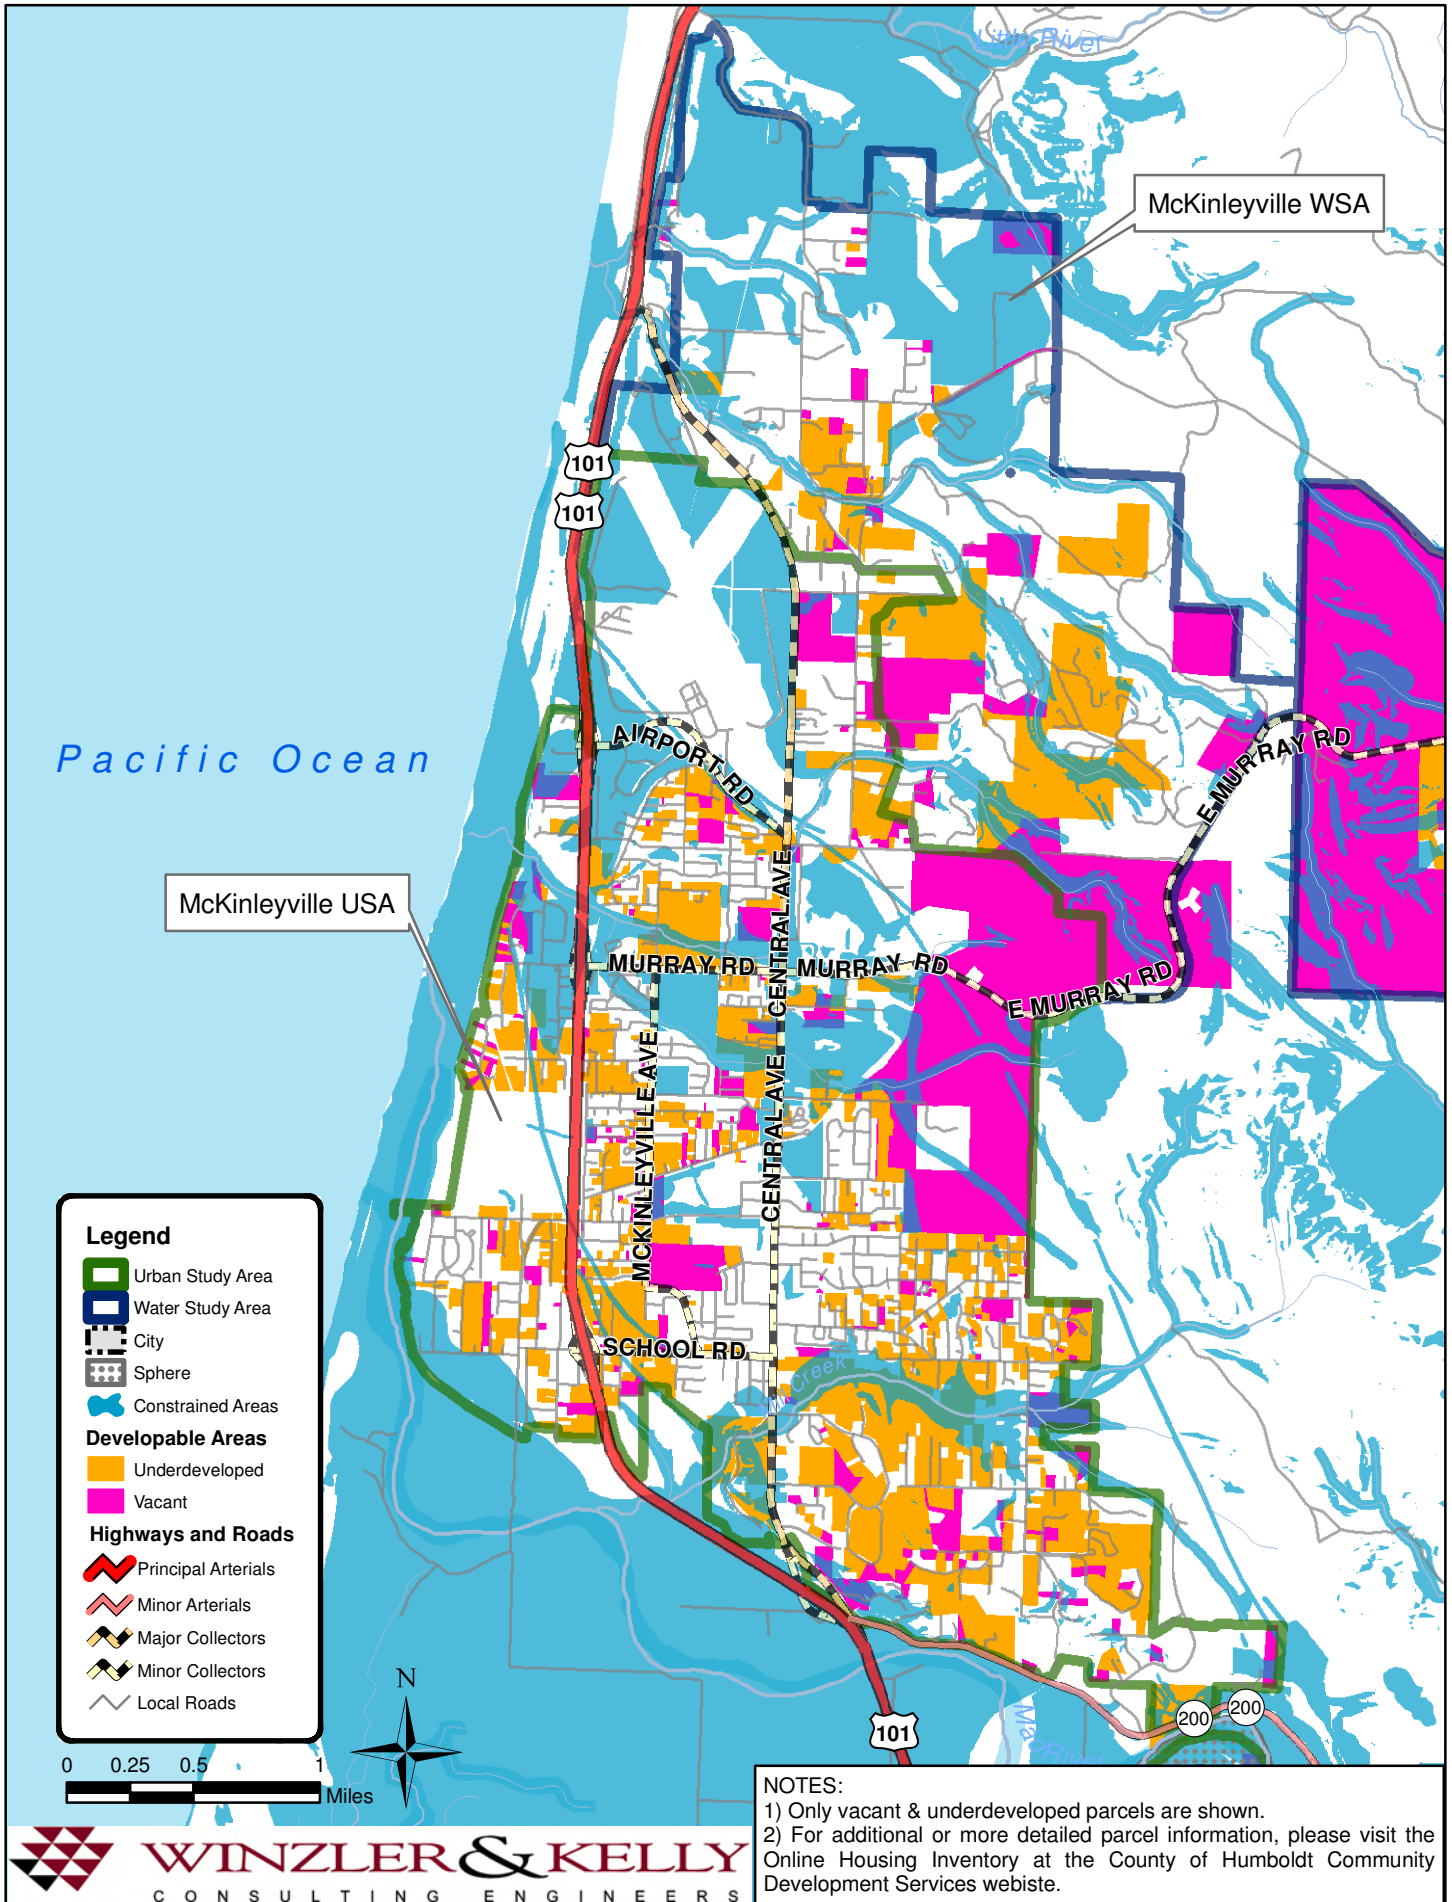 Little River
McKinleyville WSA
101
101
Pacific Ocean
AIRPORT RD
E MURRAY RD
McKinleyville USA
CENTRAL AVE
MURRAY RD
MURRAY RD
E MURRAY RD
MCKINLEYVILLE AVE
CENTRAL AVE
SCHOOL RD
Creek
Legend
Urban Study Area
Water Study Area
City
Sphere
Constrained Areas
Developable Areas
Underdeveloped
Vacant
Highways and Roads
Principal Arterials
Minor Arterials
Major Collectors
Minor Collectors
Local Roads
N
0 0.25 0.5 1
Miles
101
200
200
River
NOTES:
1) Only vacant & underdeveloped parcels are shown.
2) For additional or more detailed parcel information, please visit the
Online Housing Inventory at the County of Humboldt Community
Development Services webiste.
WINZLER & KELLY
CONSULTING ENGINEERS